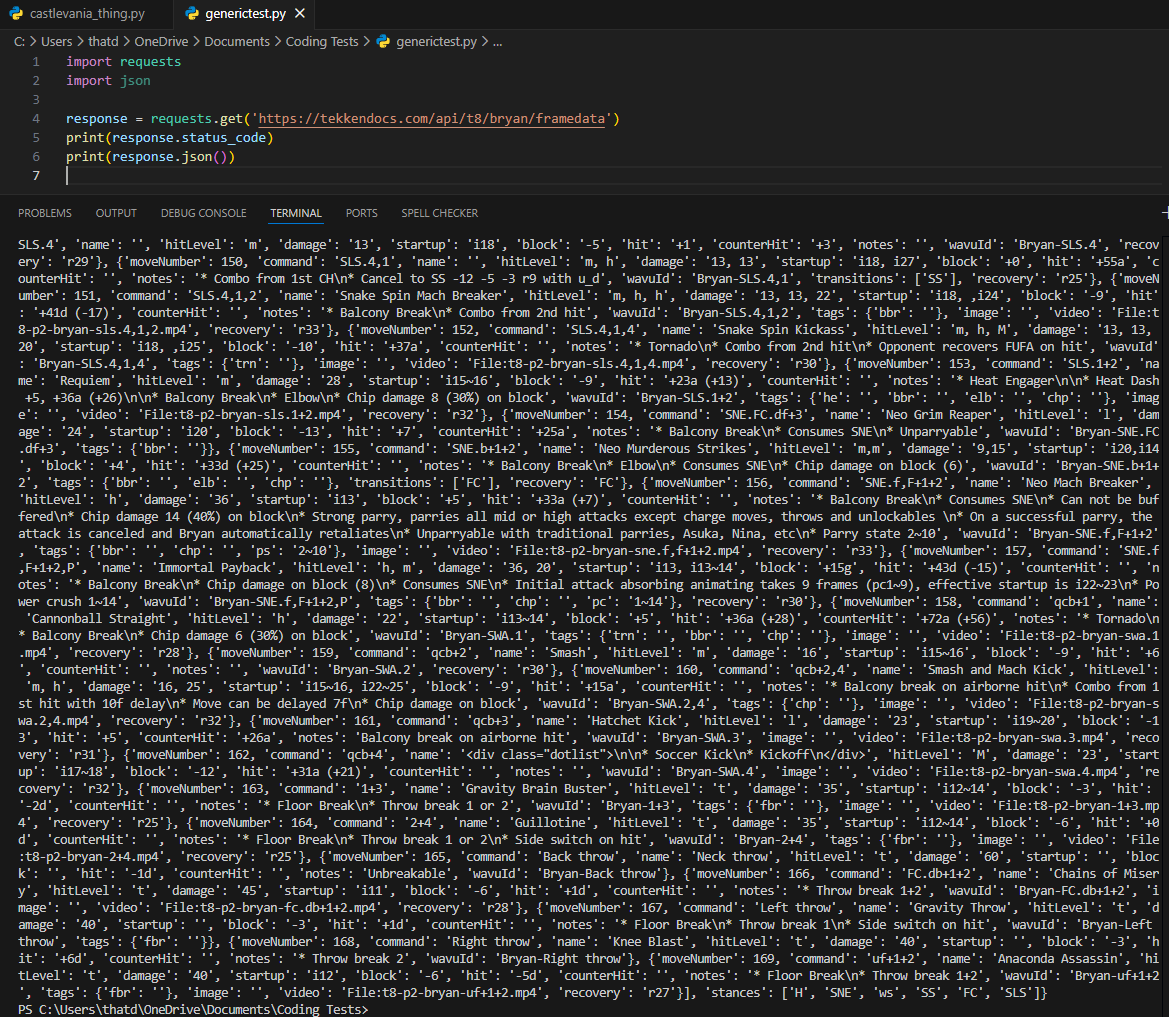 castlevania_thing.py generictest.py
C: > Users > thatd > OneDrive > Documents > Coding Tests > generictest.py > ...
1 import requests
2 import json
3
4 response = requests.get('https://tekkendocs.com/api/t8/bryan/framedata')
5 print(response.status_code)
6 print(response.json())
7
PROBLEMS OUTPUT DEBUG CONSOLE TERMINAL PORTS SPELL CHECKER
SLS.4', 'name': '', 'hitLevel': 'm', 'damage': '13', 'startup': 'i18', 'block': '-5', 'hit': '+1', 'counterHit': '+3', 'notes': '', 'wavuId': 'Bryan-SLS.4', 'recov
ery': 'r29'}, {'moveNumber': 150, 'command': 'SLS.4,1', 'name': '', 'hitLevel': 'm, h', 'damage': '13, 13', 'startup': 'i18, i27', 'block': '+0', 'hit': '+55a', 'c
ounterHit': '', 'notes': '* Combo from 1st CH\n* Cancel to SS -12 -5 -3 r9 with u_d', 'wavuId': 'Bryan-SLS.4,1', 'transitions': ['SS'], 'recovery': 'r25'}, {'moveN
umber': 151, 'command': 'SLS.4,1,2', 'name': 'Snake Spin Mach Breaker', 'hitLevel': 'm, h, h', 'damage': '13, 13, 22', 'startup': 'i18, ,i24', 'block': '-9', 'hit'
: '+41d (-17)', 'counterHit': '', 'notes': '* Balcony Break\n* Combo from 2nd hit', 'wavuId': 'Bryan-SLS.4,1,2', 'tags': {'bbr': ''}, 'image': '', 'video': 'File:t
8-p2-bryan-sls.4,1,2.mp4', 'recovery': 'r33'}, {'moveNumber': 152, 'command': 'SLS.4,1,4', 'name': 'Snake Spin Kickass', 'hitLevel': 'm, h, M', 'damage': '13, 13, 
20', 'startup': 'i18, ,i25', 'block': '-10', 'hit': '+37a', 'counterHit': '', 'notes': '* Tornado\n* Combo from 2nd hit\n* Opponent recovers FUFA on hit', 'wavuId'
: 'Bryan-SLS.4,1,4', 'tags': {'trn': ''}, 'image': '', 'video': 'File:t8-p2-bryan-sls.4,1,4.mp4', 'recovery': 'r30'}, {'moveNumber': 153, 'command': 'SLS.1+2', 'na
me': 'Requiem', 'hitLevel': 'm', 'damage': '28', 'startup': 'i15~16', 'block': '-9', 'hit': '+23a (+13)', 'counterHit': '', 'notes': '* Heat Engager\n\n* Heat Dash
 +5, +36a (+26)\n\n* Balcony Break\n* Elbow\n* Chip damage 8 (30%) on block', 'wavuId': 'Bryan-SLS.1+2', 'tags': {'he': '', 'bbr': '', 'elb': '', 'chp': ''}, 'imag
e': '', 'video': 'File:t8-p2-bryan-sls.1+2.mp4', 'recovery': 'r32'}, {'moveNumber': 154, 'command': 'SNE.FC.df+3', 'name': 'Neo Grim Reaper', 'hitLevel': 'l', 'dam
age': '24', 'startup': 'i20', 'block': '-13', 'hit': '+7', 'counterHit': '+25a', 'notes': '* Balcony Break\n* Consumes SNE\n* Unparryable', 'wavuId': 'Bryan-SNE.FC
.df+3', 'tags': {'bbr': ''}}, {'moveNumber': 155, 'command': 'SNE.b+1+2', 'name': 'Neo Murderous Strikes', 'hitLevel': 'm,m', 'damage': '9,15', 'startup': 'i20,i14
', 'block': '+4', 'hit': '+33d (+25)', 'counterHit': '', 'notes': '* Balcony Break\n* Elbow\n* Consumes SNE\n* Chip damage on block (6)', 'wavuId': 'Bryan-SNE.b+1+
2', 'tags': {'bbr': '', 'elb': '', 'chp': ''}, 'transitions': ['FC'], 'recovery': 'FC'}, {'moveNumber': 156, 'command': 'SNE.f,F+1+2', 'name': 'Neo Mach Breaker', 
'hitLevel': 'h', 'damage': '36', 'startup': 'i13', 'block': '+5', 'hit': '+33a (+7)', 'counterHit': '', 'notes': '* Balcony Break\n* Consumes SNE\n* Can not be buf
fered\n* Chip damage 14 (40%) on block\n* Strong parry, parries all mid or high attacks except charge moves, throws and unlockables \n* On a successful parry, the 
attack is canceled and Bryan automatically retaliates\n* Unparryable with traditional parries, Asuka, Nina, etc\n* Parry state 2~10', 'wavuId': 'Bryan-SNE.f,F+1+2'
, 'tags': {'bbr': '', 'chp': '', 'ps': '2~10'}, 'image': '', 'video': 'File:t8-p2-bryan-sne.f,f+1+2.mp4', 'recovery': 'r33'}, {'moveNumber': 157, 'command': 'SNE.f
,F+1+2,P', 'name': 'Immortal Payback', 'hitLevel': 'h, m', 'damage': '36, 20', 'startup': 'i13, i13~14', 'block': '+15g', 'hit': '+43d (-15)', 'counterHit': '', 'n
otes': '* Balcony Break\n* Chip damage on block (8)\n* Consumes SNE\n* Initial attack absorbing animating takes 9 frames (pc1~9), effective startup is i22~23\n* Po
wer crush 1~14', 'wavuId': 'Bryan-SNE.f,F+1+2,P', 'tags': {'bbr': '', 'chp': '', 'pc': '1~14'}, 'recovery': 'r30'}, {'moveNumber': 158, 'command': 'qcb+1', 'name':
 'Cannonball Straight', 'hitLevel': 'h', 'damage': '22', 'startup': 'i13~14', 'block': '+5', 'hit': '+36a (+28)', 'counterHit': '+72a (+56)', 'notes': '* Tornado\n
* Balcony Break\n* Chip damage 6 (30%) on block', 'wavuId': 'Bryan-SWA.1', 'tags': {'trn': '', 'bbr': '', 'chp': ''}, 'image': '', 'video': 'File:t8-p2-bryan-swa.1
.mp4', 'recovery': 'r28'}, {'moveNumber': 159, 'command': 'qcb+2', 'name': 'Smash', 'hitLevel': 'm', 'damage': '16', 'startup': 'i15~16', 'block': '-9', 'hit': '+6
', 'counterHit': '', 'notes': '', 'wavuId': 'Bryan-SWA.2', 'recovery': 'r30'}, {'moveNumber': 160, 'command': 'qcb+2,4', 'name': 'Smash and Mach Kick', 'hitLevel':
 'm, h', 'damage': '16, 25', 'startup': 'i15~16, i22~25', 'block': '-9', 'hit': '+15a', 'counterHit': '', 'notes': '* Balcony break on airborne hit\n* Combo from 1
st hit with 10f delay\n* Move can be delayed 7f\n* Chip damage on block', 'wavuId': 'Bryan-SWA.2,4', 'tags': {'chp': ''}, 'image': '', 'video': 'File:t8-p2-bryan-s
wa.2,4.mp4', 'recovery': 'r32'}, {'moveNumber': 161, 'command': 'qcb+3', 'name': 'Hatchet Kick', 'hitLevel': 'l', 'damage': '23', 'startup': 'i19~20', 'block': '-1
3', 'hit': '+5', 'counterHit': '+26a', 'notes': 'Balcony break on airborne hit', 'wavuId': 'Bryan-SWA.3', 'image': '', 'video': 'File:t8-p2-bryan-swa.3.mp4', 'reco
very': 'r31'}, {'moveNumber': 162, 'command': 'qcb+4', 'name': '<div class="dotlist">\n\n* Soccer Kick\n* Kickoff\n</div>', 'hitLevel': 'M', 'damage': '23', 'start
up': 'i17~18', 'block': '-12', 'hit': '+31a (+21)', 'counterHit': '', 'notes': '', 'wavuId': 'Bryan-SWA.4', 'image': '', 'video': 'File:t8-p2-bryan-swa.4.mp4', 're
covery': 'r32'}, {'moveNumber': 163, 'command': '1+3', 'name': 'Gravity Brain Buster', 'hitLevel': 't', 'damage': '35', 'startup': 'i12~14', 'block': '-3', 'hit': 
'-2d', 'counterHit': '', 'notes': '* Floor Break\n* Throw break 1 or 2', 'wavuId': 'Bryan-1+3', 'tags': {'fbr': ''}, 'image': '', 'video': 'File:t8-p2-bryan-1+3.mp
4', 'recovery': 'r25'}, {'moveNumber': 164, 'command': '2+4', 'name': 'Guillotine', 'hitLevel': 't', 'damage': '35', 'startup': 'i12~14', 'block': '-6', 'hit': '+0
d', 'counterHit': '', 'notes': '* Floor Break\n* Throw break 1 or 2\n* Side switch on hit', 'wavuId': 'Bryan-2+4', 'tags': {'fbr': ''}, 'image': '', 'video': 'File
:t8-p2-bryan-2+4.mp4', 'recovery': 'r25'}, {'moveNumber': 165, 'command': 'Back throw', 'name': 'Neck throw', 'hitLevel': 't', 'damage': '60', 'startup': '', 'bloc
k': '', 'hit': '-1d', 'counterHit': '', 'notes': 'Unbreakable', 'wavuId': 'Bryan-Back throw'}, {'moveNumber': 166, 'command': 'FC.db+1+2', 'name': 'Chains of Miser
y', 'hitLevel': 't', 'damage': '45', 'startup': 'i11', 'block': '-6', 'hit': '+1d', 'counterHit': '', 'notes': '* Throw break 1+2', 'wavuId': 'Bryan-FC.db+1+2', 'i
mage': '', 'video': 'File:t8-p2-bryan-fc.db+1+2.mp4', 'recovery': 'r28'}, {'moveNumber': 167, 'command': 'Left throw', 'name': 'Gravity Throw', 'hitLevel': 't', 'd
amage': '40', 'startup': '', 'block': '-3', 'hit': '+1d', 'counterHit': '', 'notes': '* Floor Break\n* Throw break 1\n* Side switch on hit', 'wavuId': 'Bryan-Left 
throw', 'tags': {'fbr': ''}}, {'moveNumber': 168, 'command': 'Right throw', 'name': 'Knee Blast', 'hitLevel': 't', 'damage': '40', 'startup': '', 'block': '-3', 'h
it': '+6d', 'counterHit': '', 'notes': '* Throw break 2', 'wavuId': 'Bryan-Right throw'}, {'moveNumber': 169, 'command': 'uf+1+2', 'name': 'Anaconda Assassin', 'hi
tLevel': 't', 'damage': '40', 'startup': 'i12', 'block': '-6', 'hit': '-5d', 'counterHit': '', 'notes': '* Floor Break\n* Throw break 1+2', 'wavuId': 'Bryan-uf+1+2
', 'tags': {'fbr': ''}, 'image': '', 'video': 'File:t8-p2-bryan-uf+1+2.mp4', 'recovery': 'r27'}], 'stances': ['H', 'SNE', 'ws', 'SS', 'FC', 'SLS']}
PS C:\Users\thatd\OneDrive\Documents\Coding Tests>